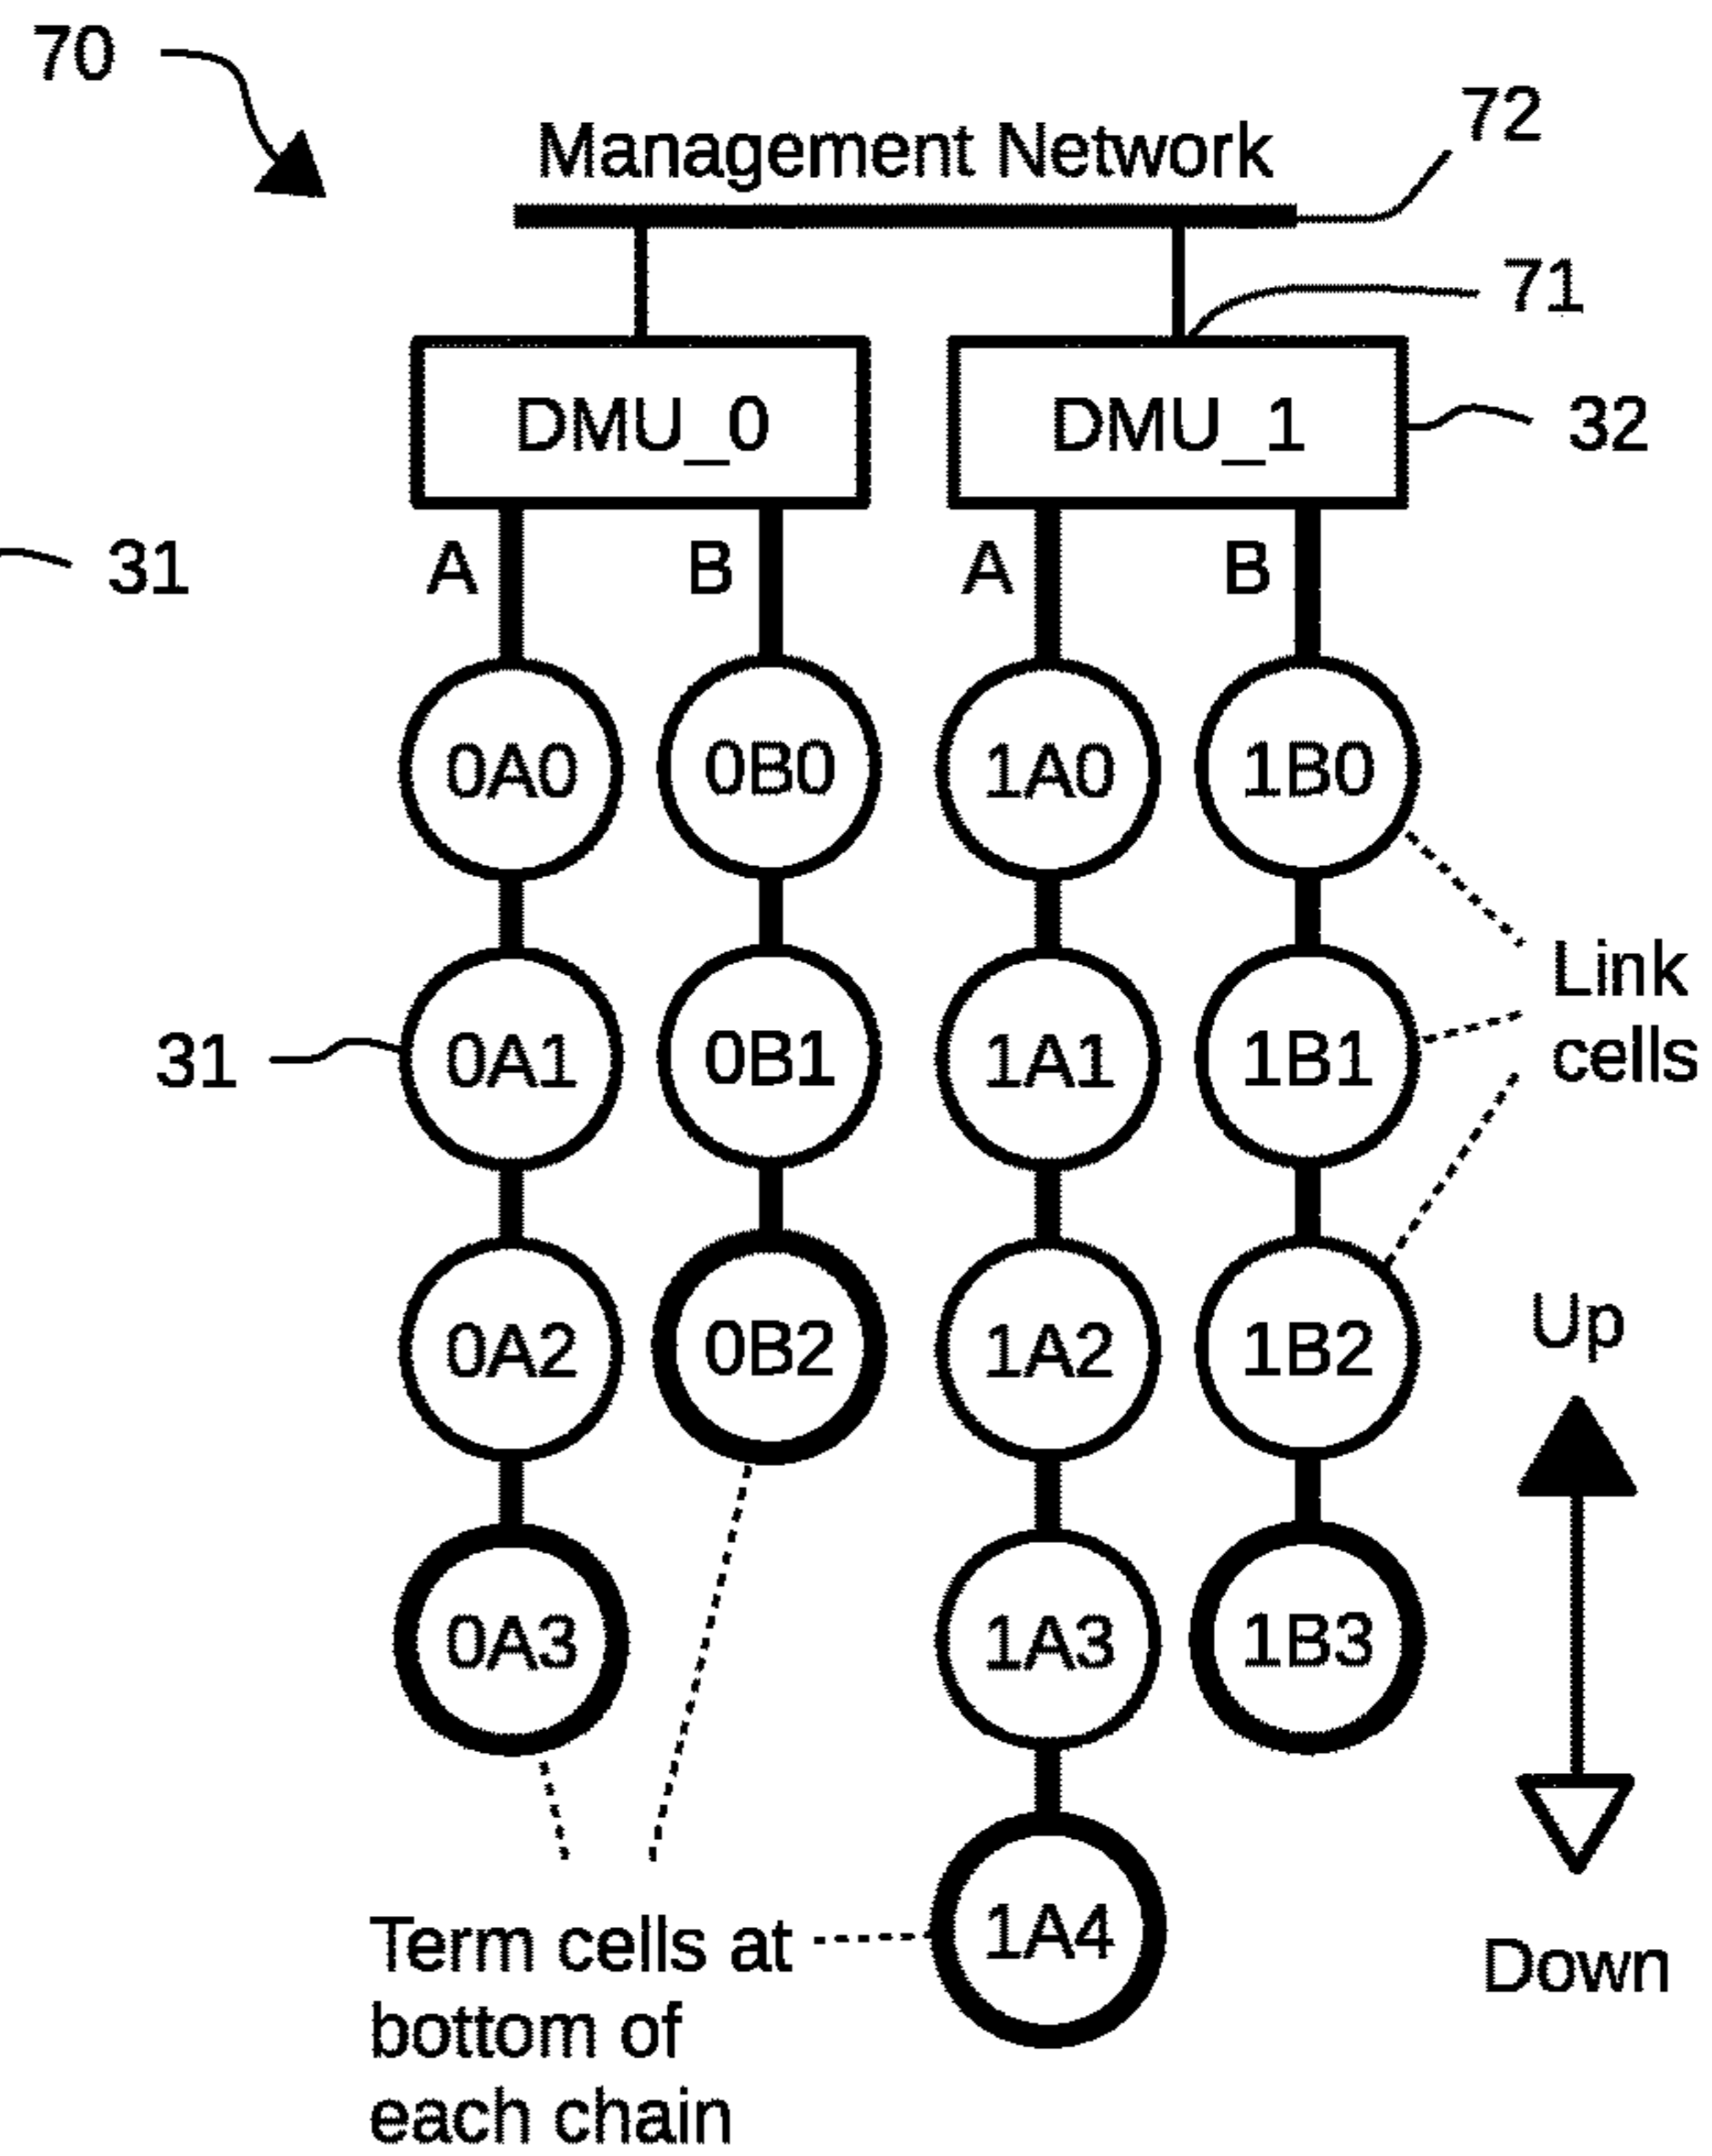 70
Management Network
72
71
DMU_0
DMU_1
32
31
A
B
A
B
0A0
0B0
1A0
1B0
Link
cells
31
0A1
0B1
1A1
1B1
0A2
0B2
1A2
1B2
Up
0A3
1A3
1B3
Term cells at
bottom of
each chain
1A4
Down